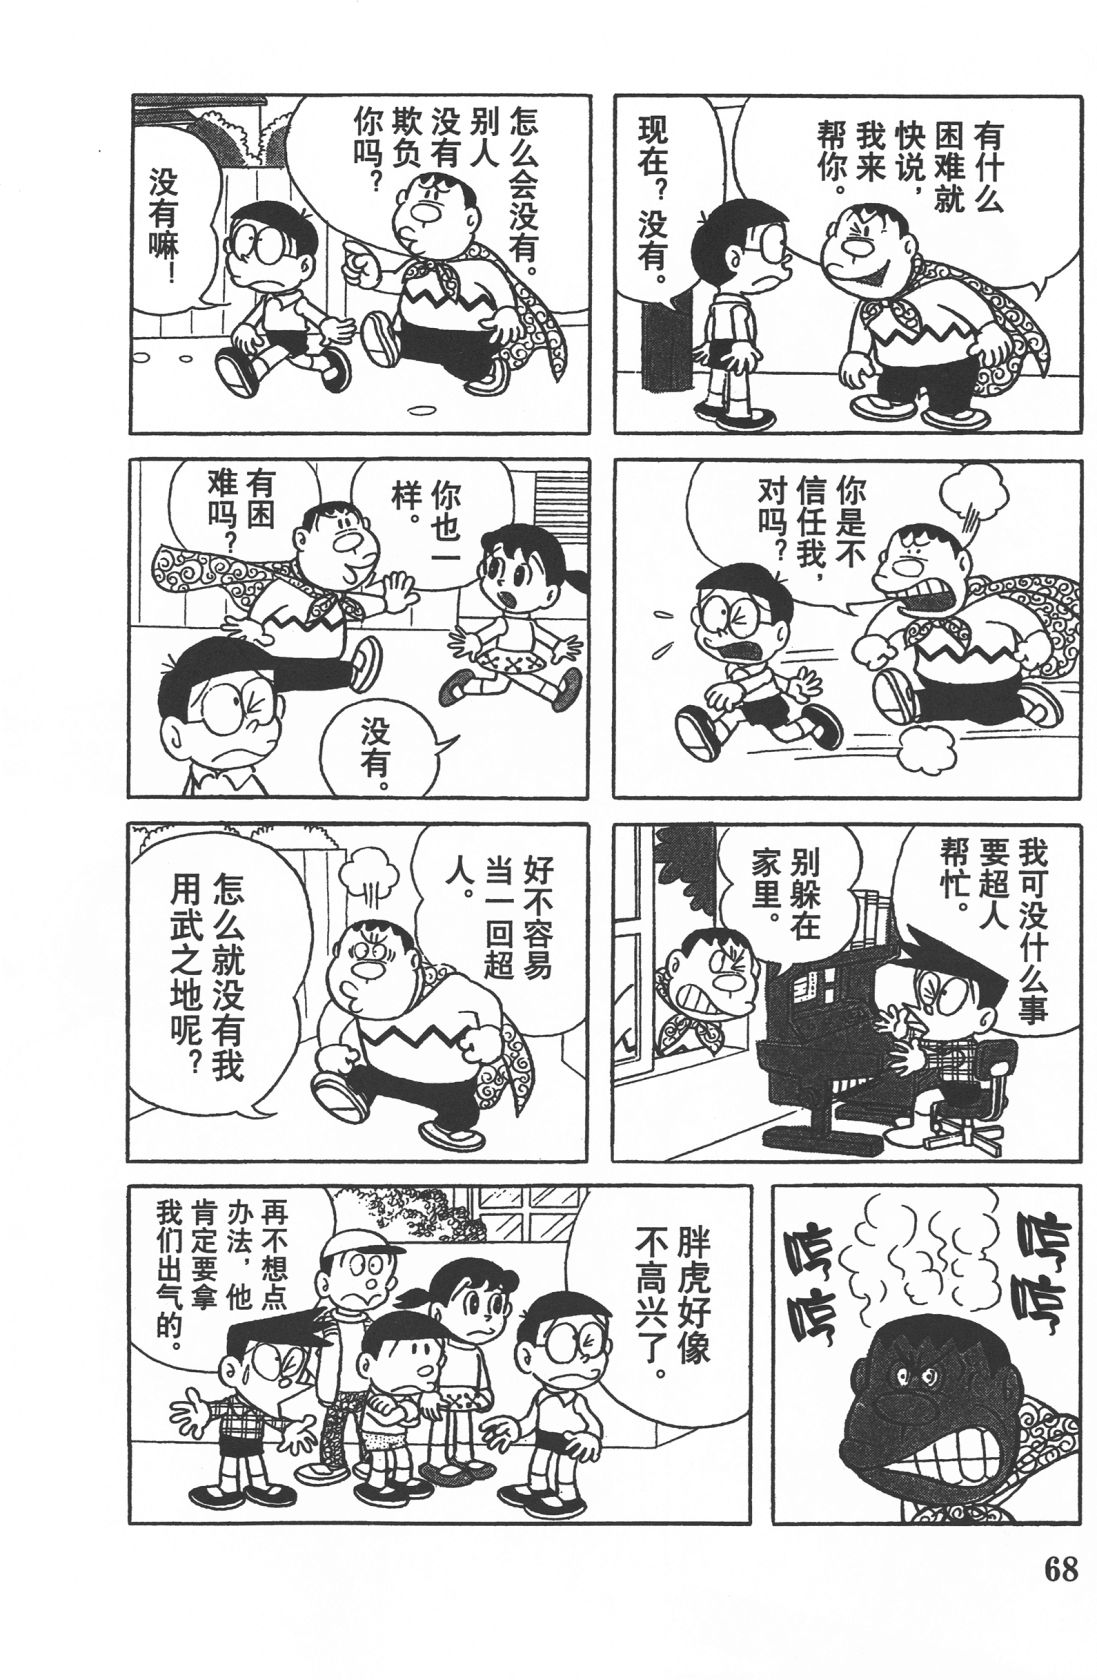 有什么
困难就
快说，
我来
帮你。
现在？没有。
怎么会没有。
别人
没有
欺负
你吗？
没有嘛！
你是不
信任我，
对吗？
你也一
样。
有困
难吗？
没有。
我可没什么事
要超人
帮忙。
别躲在
家里。
好不容易
当一回超
人。
怎么就没有我
用武之地呢？
哼哼
哼哼
胖虎好像
不高兴了。
再不想点
办法，他
肯定要拿
我们出气的。
68